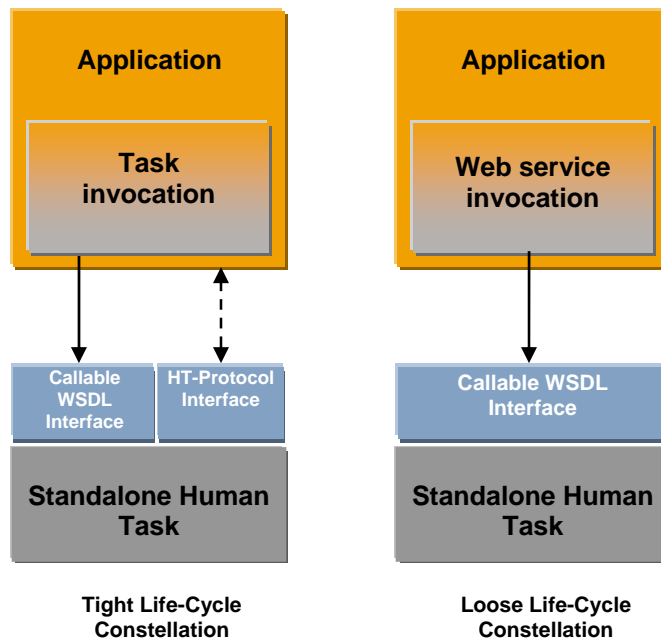 Application
Task
invocation
Callable
WSDL
Interface
HT-Protocol
Interface
Standalone Human
Task
Tight Life-Cycle
Constellation
Application
Web service
invocation
Callable WSDL
Interface
Standalone Human
Task
Loose Life-Cycle
Constellation